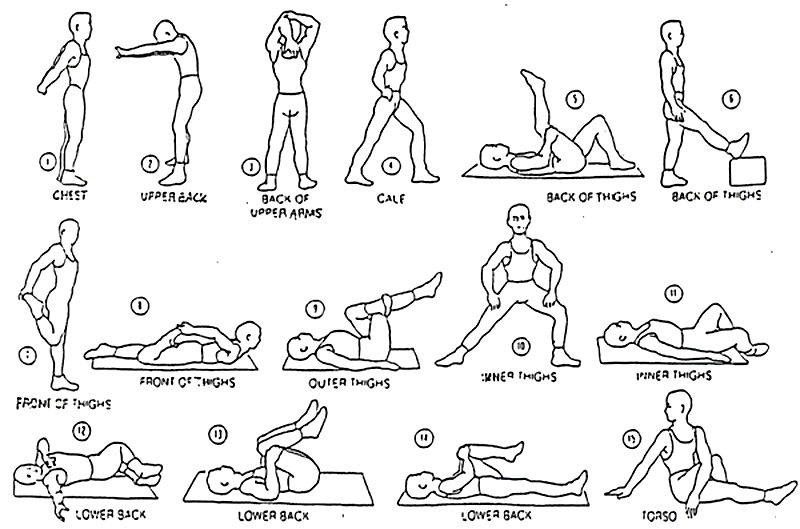 1
CHEST
2
UPPER BACK
3
BACK OF
UPPER ARMS
4
CALF
5
BACK OF THIGHS
6
BACK OF THIGHS
7
FRONT OF THIGHS
8
FRONT OF THIGHS
9
OUTER THIGHS
10
INNER THIGHS
11
INNER THIGHS
12
LOWER BACK
13
LOWER BACK
14
LOWER BACK
15
TORSO